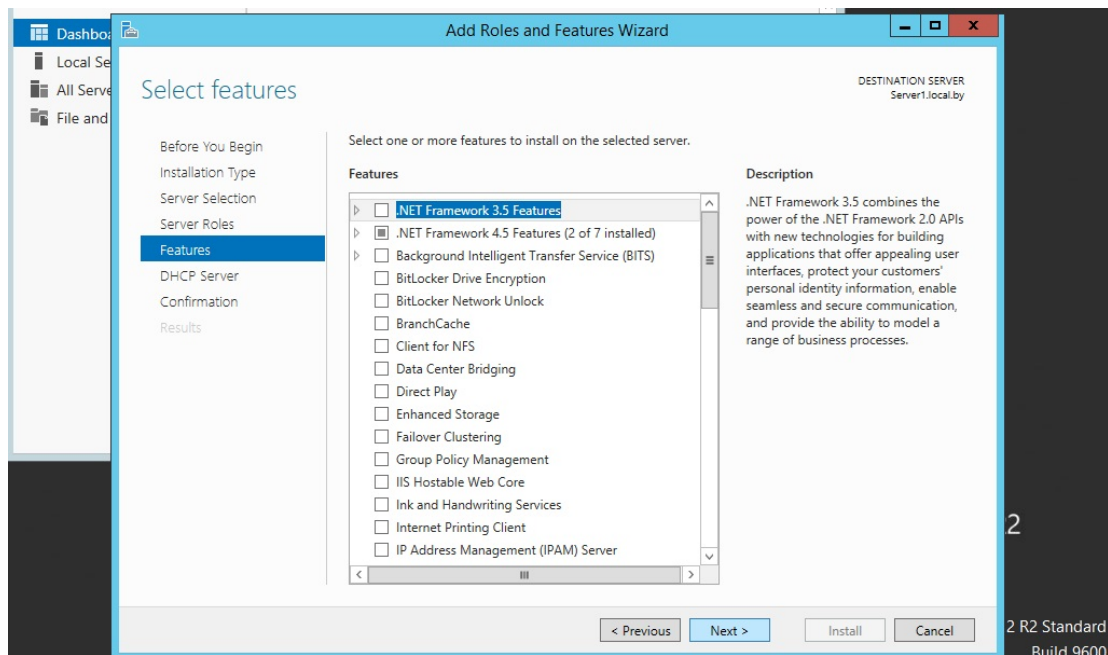 Dashboa
Local Se
All Serve
File and
Add Roles and Features Wizard
Select features
DESTINATION SERVER
Server1.local.by
Before You Begin
Installation Type
Server Selection
Server Roles
Features
DHCP Server
Confirmation
Results
Select one or more features to install on the selected server.
Features
.NET Framework 3.5 Features
.NET Framework 4.5 Features (2 of 7 installed)
Background Intelligent Transfer Service (BITS)
BitLocker Drive Encryption
BitLocker Network Unlock
BranchCache
Client for NFS
Data Center Bridging
Direct Play
Enhanced Storage
Failover Clustering
Group Policy Management
IIS Hostable Web Core
Ink and Handwriting Services
Internet Printing Client
IP Address Management (IPAM) Server
Description
.NET Framework 3.5 combines the
power of the .NET Framework 2.0 APIs
with new technologies for building
applications that offer appealing user
interfaces, protect your customers'
personal identity information, enable
seamless and secure communication,
and provide the ability to model a
range of business processes.
< Previous
Next >
Install
Cancel
2
2 R2 Standard
Build 9600